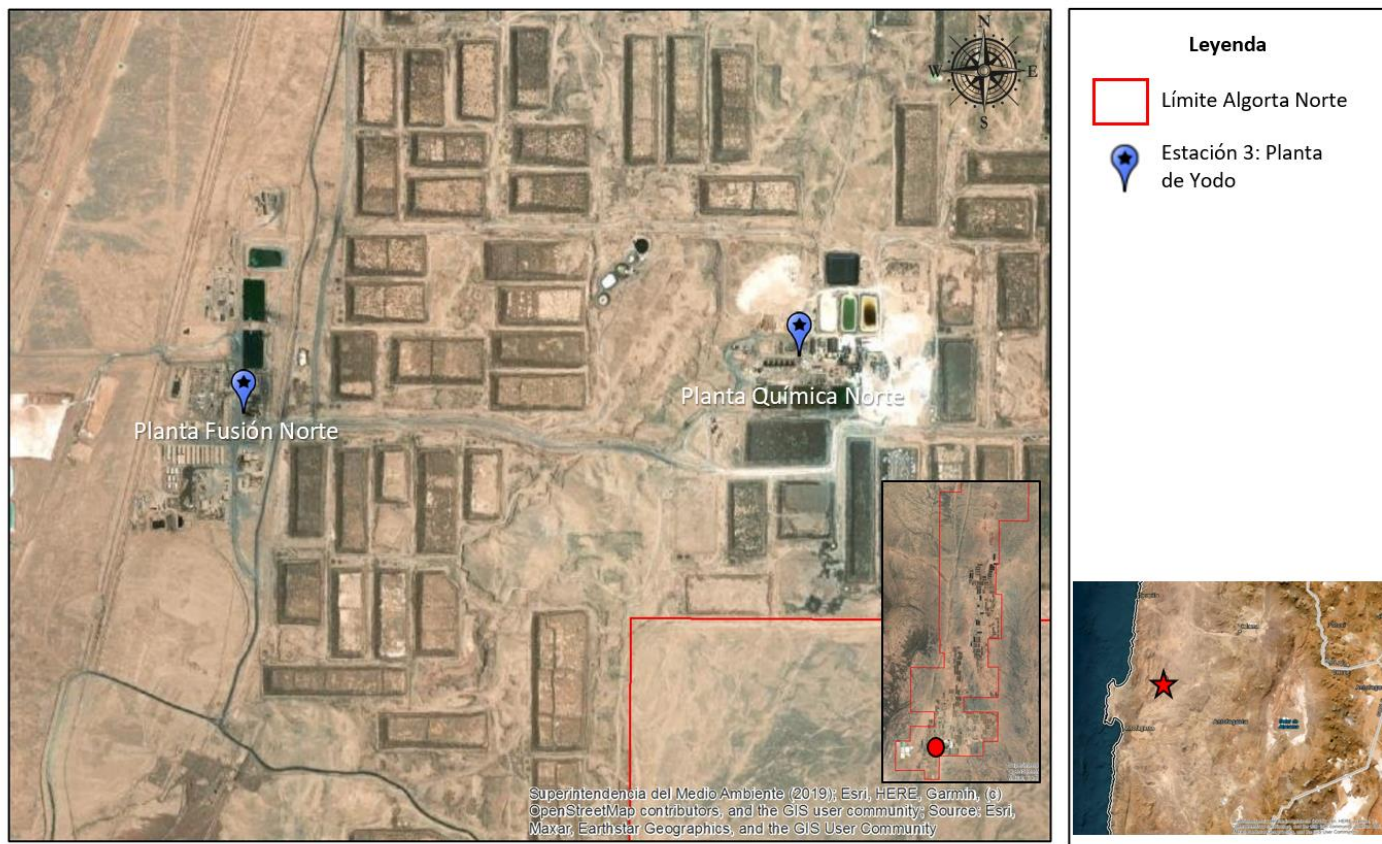 N
W
E
S
Planta Química Norte
Planta Fusión Norte
Superintendencia del Medio Ambiente (2019); Esri, HERE, Garmin, (c)
OpenStreetMap contributors, and the GIS user community; Source: Esri,
Maxar, Earthstar Geographics, and the GIS User Community
Leyenda
Límite Algorta Norte
Estación 3: Planta
de Yodo